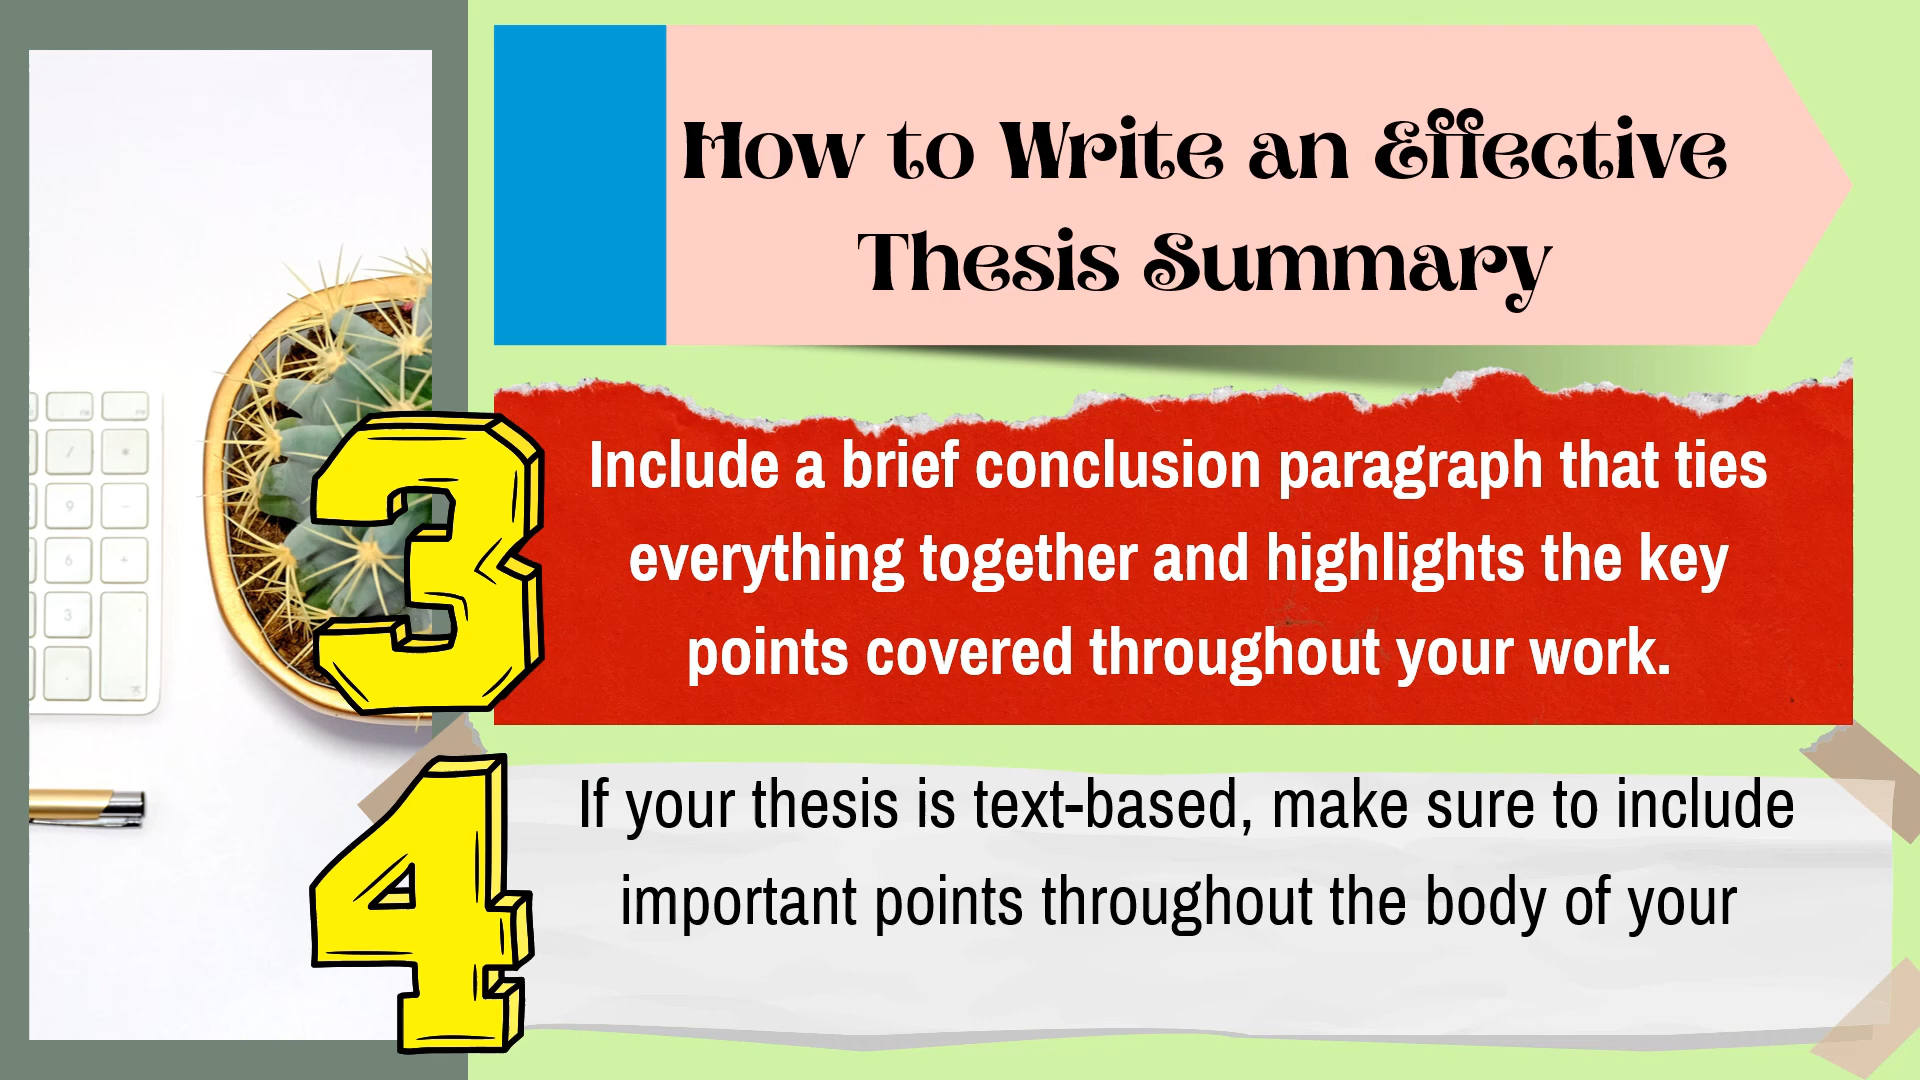 How to Write an Effective
Thesis Summary
3
Include a brief conclusion paragraph that ties
everything together and highlights the key
points covered throughout your work.
4
If your thesis is text-based, make sure to include
important points throughout the body of your